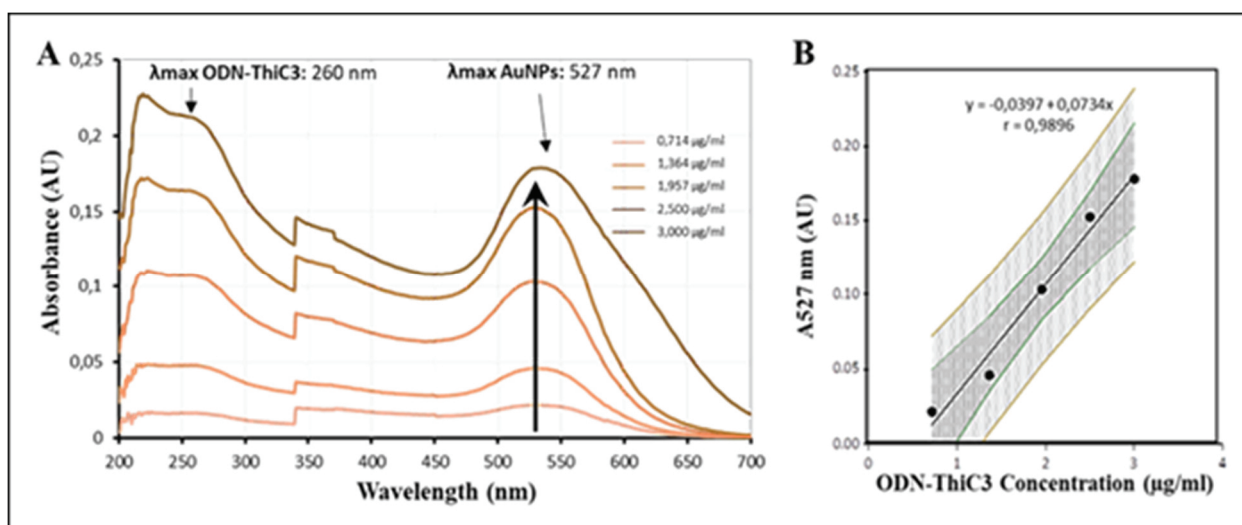 A
λmax ODN-ThiC3: 260 nm
λmax AuNPs: 527 nm
0,714 µg/ml
1,364 µg/ml
1,957 µg/ml
2,500 µg/ml
3,000 µg/ml
Absorbance (AU)
0,25
0,2
0,15
0,1
0,05
0
200 250 300 350 400 450 500 550 600 650 700
Wavelength (nm)
B
y = -0,0397 + 0,0734x
r = 0,9896
A527 nm (AU)
0.25
0.20
0.15
0.10
0.05
0.00
0 1 2 3 4
ODN-ThiC3 Concentration (µg/ml)